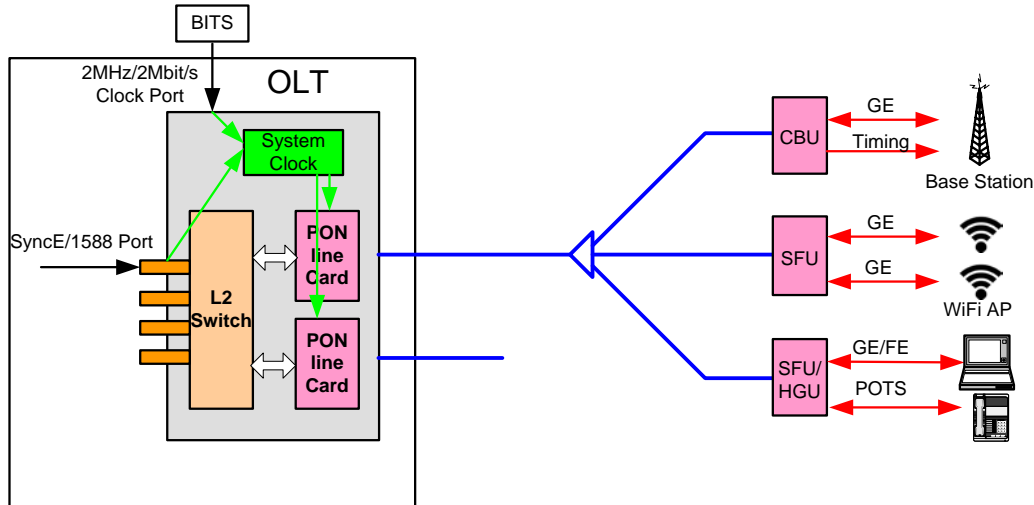 BITS
2MHz/2Mbit/s
Clock Port
OLT
System
Clock
SyncE/1588 Port
L2
Switch
PON
line
Card
PON
line
Card
CBU
GE
Timing
Base Station
SFU
GE
GE
WiFi AP
SFU/
HGU
GE/FE
POTS